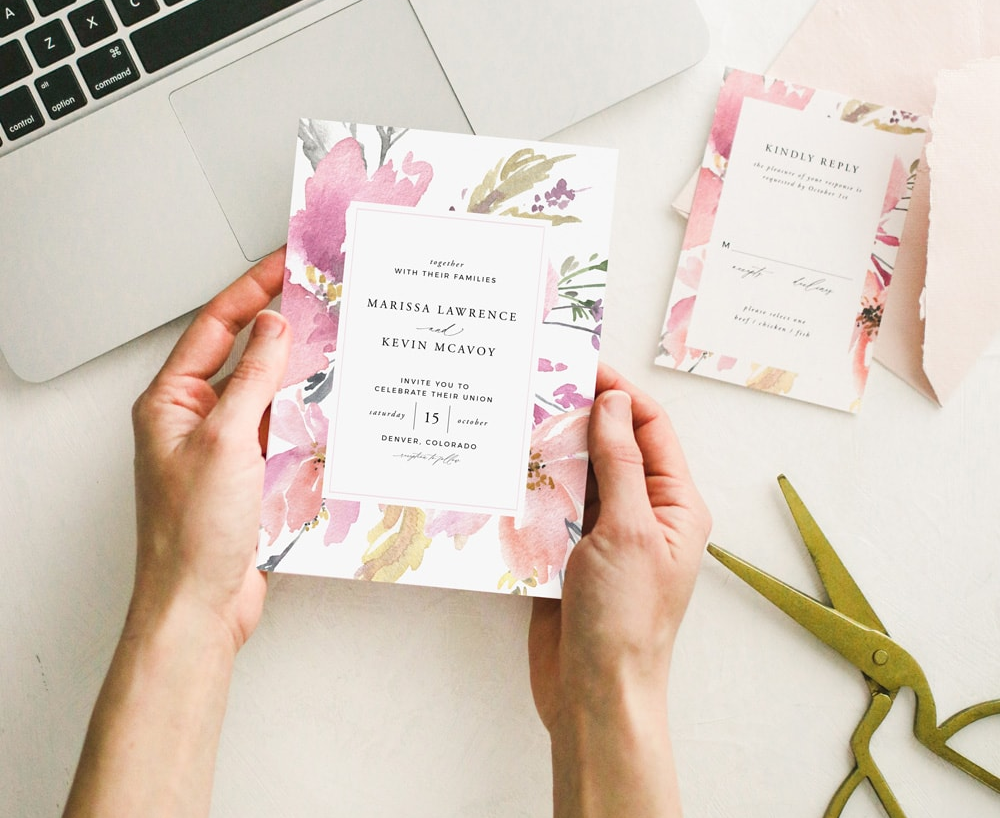 A
Z
X
C
⌘
command
alt
option
control
together
WITH THEIR FAMILIES
MARISSA LAWRENCE
and
KEVIN MCAVOY
INVITE YOU TO
CELEBRATE THEIR UNION
saturday 15 october
DENVER, COLORADO
reception to follow
KINDLY REPLY
the pleasure of your response is
requested by October 1st
M
accepts declines
please select one
beef / chicken / fish